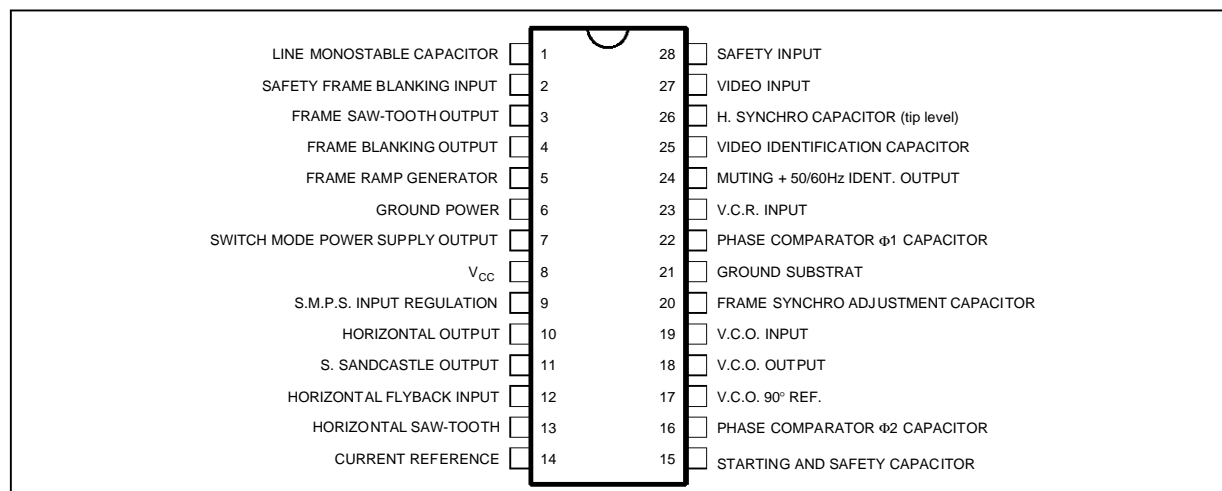 LINE MONOSTABLE CAPACITOR 1 28 SAFETY INPUT
SAFETY FRAME BLANKING INPUT 2 27 VIDEO INPUT
FRAME SAW-TOOTH OUTPUT 3 26 H. SYNCHRO CAPACITOR (tip level)
FRAME BLANKING OUTPUT 4 25 VIDEO IDENTIFICATION CAPACITOR
FRAME RAMP GENERATOR 5 24 MUTING + 50/60Hz IDENT. OUTPUT
GROUND POWER 6 23 V.C.R. INPUT
SWITCH MODE POWER SUPPLY OUTPUT 7 22 PHASE COMPARATOR Φ1 CAPACITOR
VCC 8 21 GROUND SUBSTRAT
S.M.P.S. INPUT REGULATION 9 20 FRAME SYNCHRO ADJUSTMENT CAPACITOR
HORIZONTAL OUTPUT 10 19 V.C.O. INPUT
S. SANDCASTLE OUTPUT 11 18 V.C.O. OUTPUT
HORIZONTAL FLYBACK INPUT 12 17 V.C.O. 90° REF.
HORIZONTAL SAW-TOOTH 13 16 PHASE COMPARATOR Φ2 CAPACITOR
CURRENT REFERENCE 14 15 STARTING AND SAFETY CAPACITOR